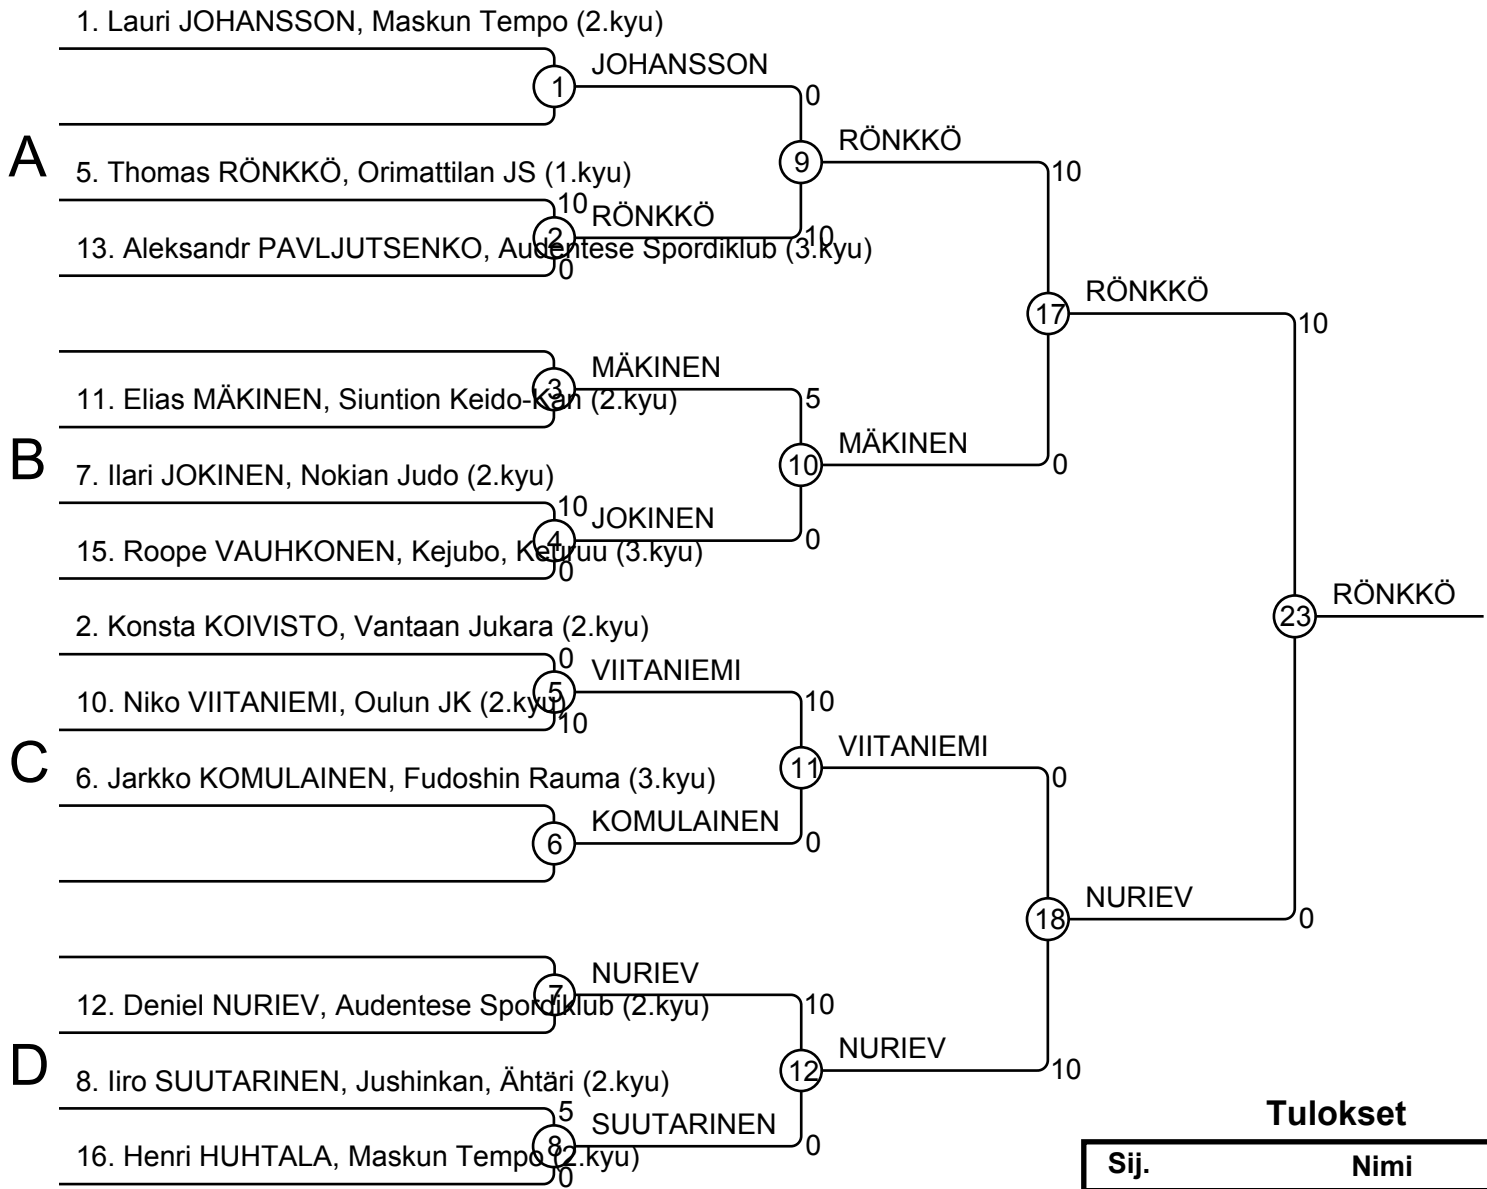 1. Lauri JOHANSSON, Maskun Tempo (2.kyu)
1
JOHANSSON
0
A
5. Thomas RÖNKKÖ, Orimattilan JS (1.kyu)
9
RÖNKKÖ
10
10
2
RÖNKKÖ
10
13. Aleksandr PAVLJUTSENKO, Audentese Spordiklub (3.kyu)
0
17
RÖNKKÖ
10
3
MÄKINEN
5
11. Elias MÄKINEN, Siuntion Keido-Kan (2.kyu)
B
10
MÄKINEN
0
7. Ilari JOKINEN, Nokian Judo (2.kyu)
10
4
JOKINEN
0
15. Roope VAUHKONEN, Kejubo, Keuruu (3.kyu)
0
23
RÖNKKÖ
2. Konsta KOIVISTO, Vantaan Jukara (2.kyu)
0
5
VIITANIEMI
10
10. Niko VIITANIEMI, Oulun JK (2.kyu)
10
C
11
VIITANIEMI
0
6. Jarkko KOMULAINEN, Fudoshin Rauma (3.kyu)
6
KOMULAINEN
0
18
NURIEV
0
7
NURIEV
10
12. Deniel NURIEV, Audentese Spordiklub (2.kyu)
D
12
NURIEV
10
8. Iiro SUUTARINEN, Jushinkan, Ähtäri (2.kyu)
5
8
SUUTARINEN
0
16. Henri HUHTALA, Maskun Tempo (2.kyu)
0
Tulokset
Sij. Nimi